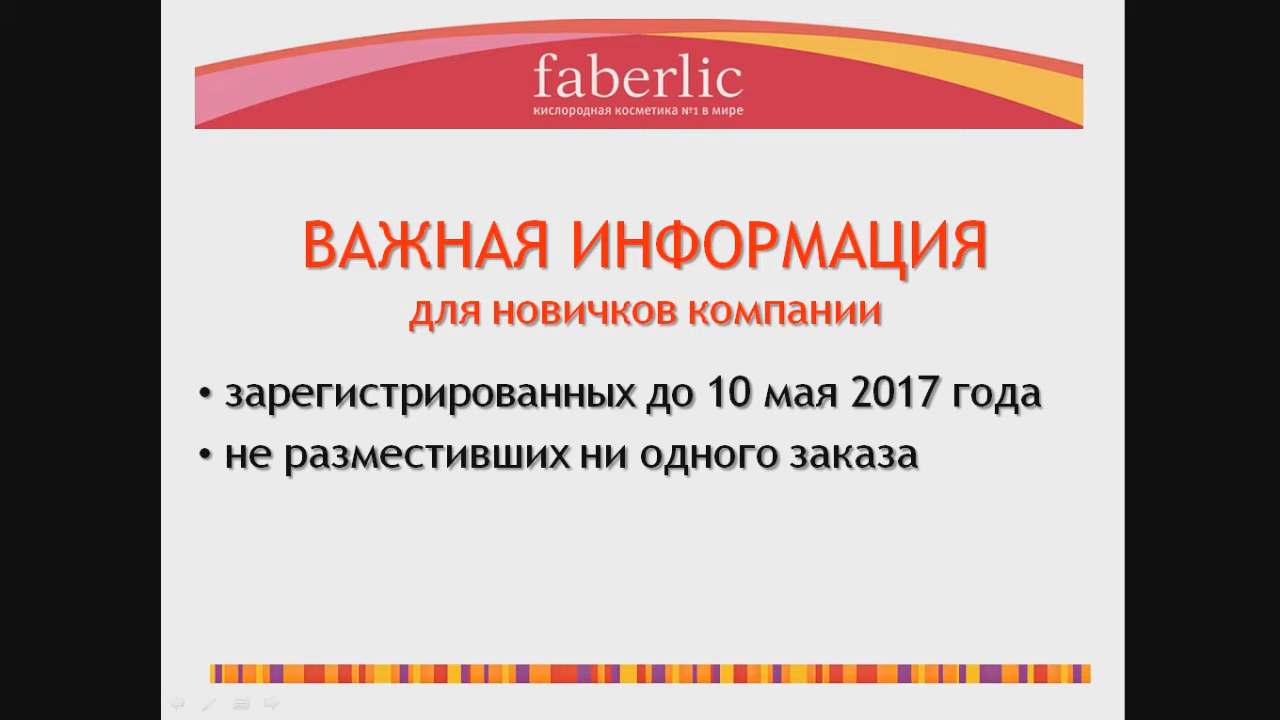 faberlic
кислородная косметика №1 в мире
ВАЖНАЯ ИНФОРМАЦИЯ
для новичков компании
• зарегистрированных до 10 мая 2017 года
• не разместивших ни одного заказа